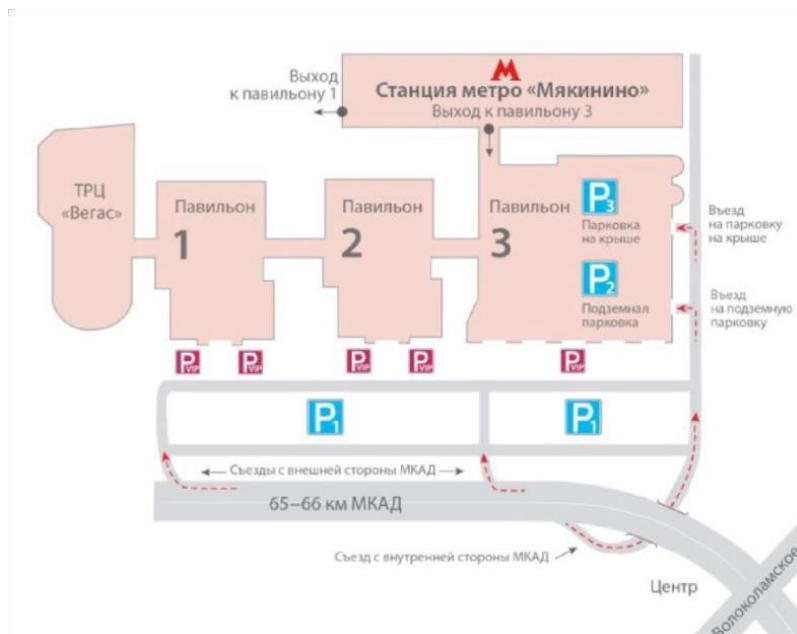 М
Выход
к павильону 1
Станция метро «Мякинино»
Выход к павильону 3
ТРЦ
«Вегас»
Павильон
1
Павильон
2
Павильон
3
P3
Парковка
на крыше
P2
Подземная
парковка
Въезд
на парковку
на крыше
Въезд
на подземную
парковку
P VIP
P VIP
P VIP
P VIP
P VIP
P1
P1
Съезды с внешней стороны МКАД
65–66 км МКАД
Съезд с внутренней стороны МКАД
Центр
Волоколамское